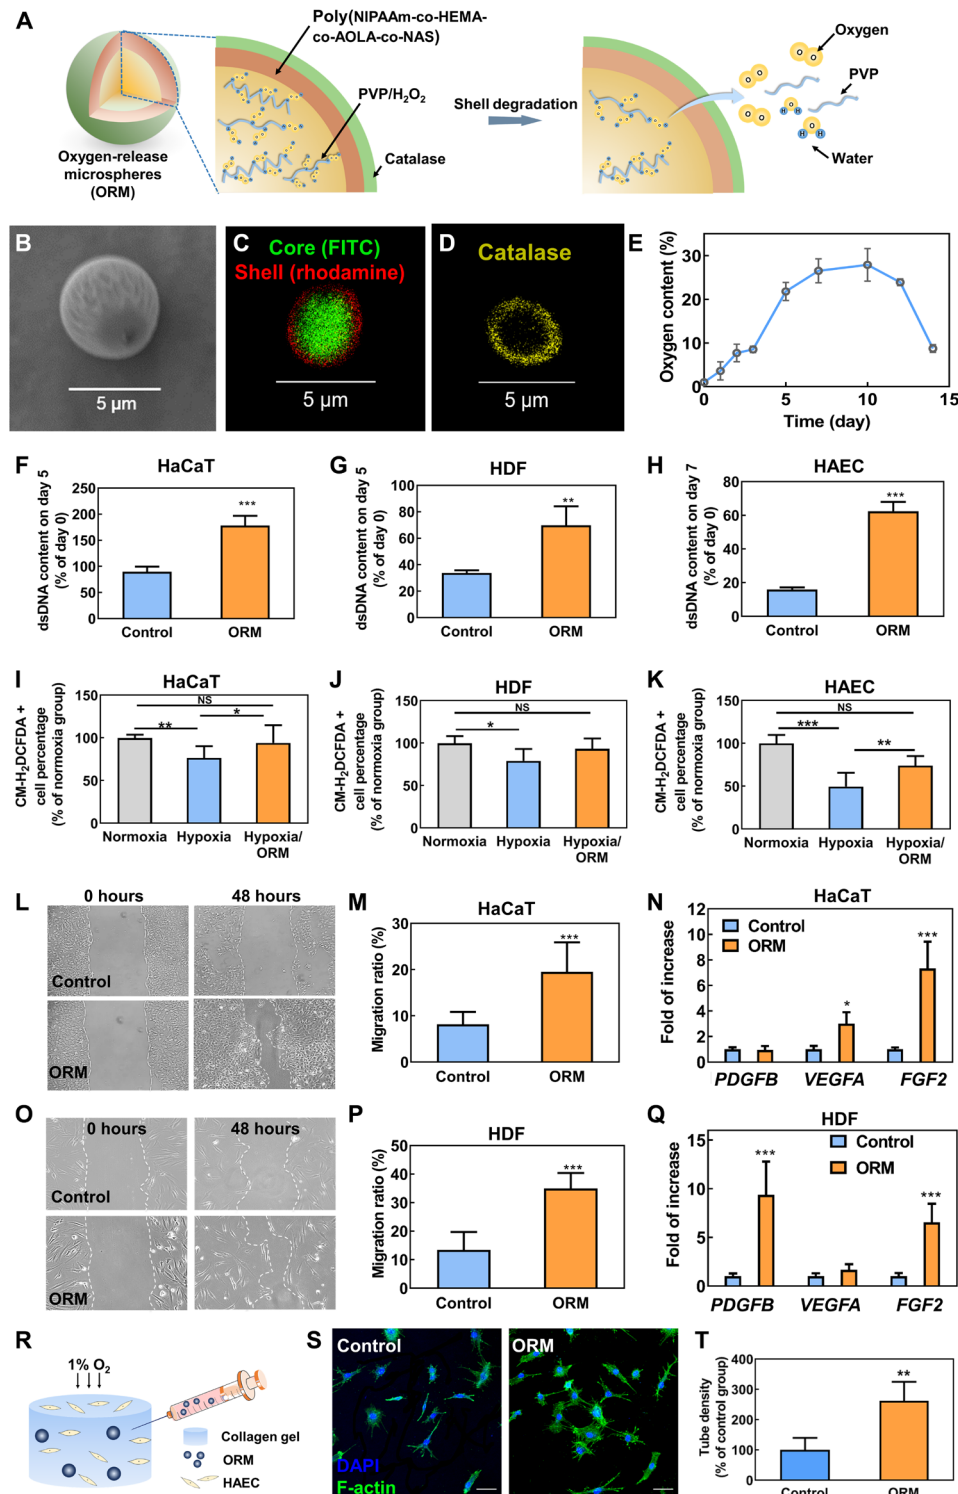 A
Poly(NIPAAm-co-HEMA-
co-AOLA-co-NAS)
PVP/H₂O₂
Catalase
Oxygen-release
microspheres
(ORM)
Shell degradation
Oxygen
PVP
Water
O O
O O
O O
O
H H
O
H H
B
5 μm
C
Core (FITC)
Shell (rhodamine)
5 μm
D
Catalase
5 μm
E
Oxygen content (%)
30
20
10
0
0 5 10 15
Time (day)
F
HaCaT
dsDNA content on day 5
(% of day 0)
250
200
150
100
50
0
***
Control ORM
G
HDF
dsDNA content on day 5
(% of day 0)
100
80
60
40
20
0
**
Control ORM
H
HAEC
dsDNA content on day 7
(% of day 0)
80
60
40
20
0
***
Control ORM
I
HaCaT
CM-H₂DCFDA +
cell percentage
(% of normoxia group)
150
100
50
0
NS
** *
Normoxia Hypoxia Hypoxia/
ORM
J
HDF
CM-H₂DCFDA +
cell percentage
(% of normoxia group)
150
100
50
0
NS
*
Normoxia Hypoxia Hypoxia/
ORM
K
HAEC
CM-H₂DCFDA +
cell percentage
(% of normoxia group)
150
100
50
0
NS
*** **
Normoxia Hypoxia Hypoxia/
ORM
L
0 hours 48 hours
Control
ORM
M
HaCaT
Migration ratio (%)
30
20
10
0
***
Control ORM
N
HaCaT
Fold of increase
12
10
8
6
4
2
0
Control
ORM
* ***
PDGFB VEGFA FGF2
O
0 hours 48 hours
Control
ORM
P
HDF
Migration ratio (%)
50
40
30
20
10
0
***
Control ORM
Q
HDF
Fold of increase
15
10
5
0
Control
ORM
*** ***
PDGFB VEGFA FGF2
R
1% O₂
Collagen gel
ORM
HAEC
S
Control
ORM
DAPI
F-actin
T
Tube density
(% of control group)
400
300
200
100
0
**
Control ORM